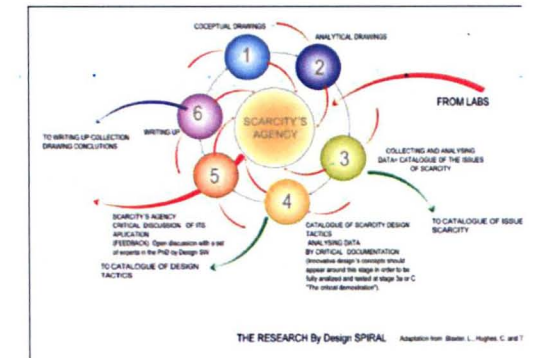 COCEPTUAL DRAWINGS
ANALYTICAL DRAWINGS
1
2
FROM LABS
6
SCARCITY'S
AGENCY
WRITING UP
TO WRITING UP COLLECTION
DRAWING CONCLUTIONS
3
COLLECTING AND ANALYSING
DATA= CATALOGUE OF THE ISSUES
OF SCARCITY
5
4
SCARCITY'S AGENCY
CRITICAL DISCUSSION OF ITS
APLICATION
(FEEDBACK) Open discussion with a set
of experts in the PhD by Design
TO CATALOGUE OF DESIGN
TACTICS
CATALOGUE OF SCARCITY DESIGN
TACTICS
ANALYSING DATA
BY CRITICAL DOCUMENTATION
(Innovative design's concepts should
appear around this stage in order to be
fully analized and tested at stage 5a or C
"The critical demostration").
TO CATALOGUE OF ISSUE
SCARCITY
THE RESEARCH By Design SPIRAL
Adaptation from Blaxter, L., Hughes, C. and T